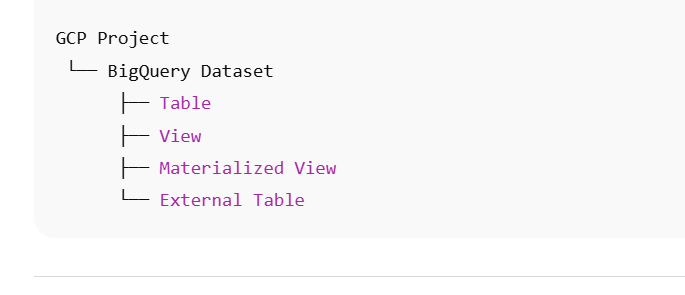 GCP Project
 └── BigQuery Dataset
      ├── Table
      ├── View
      ├── Materialized View
      └── External Table